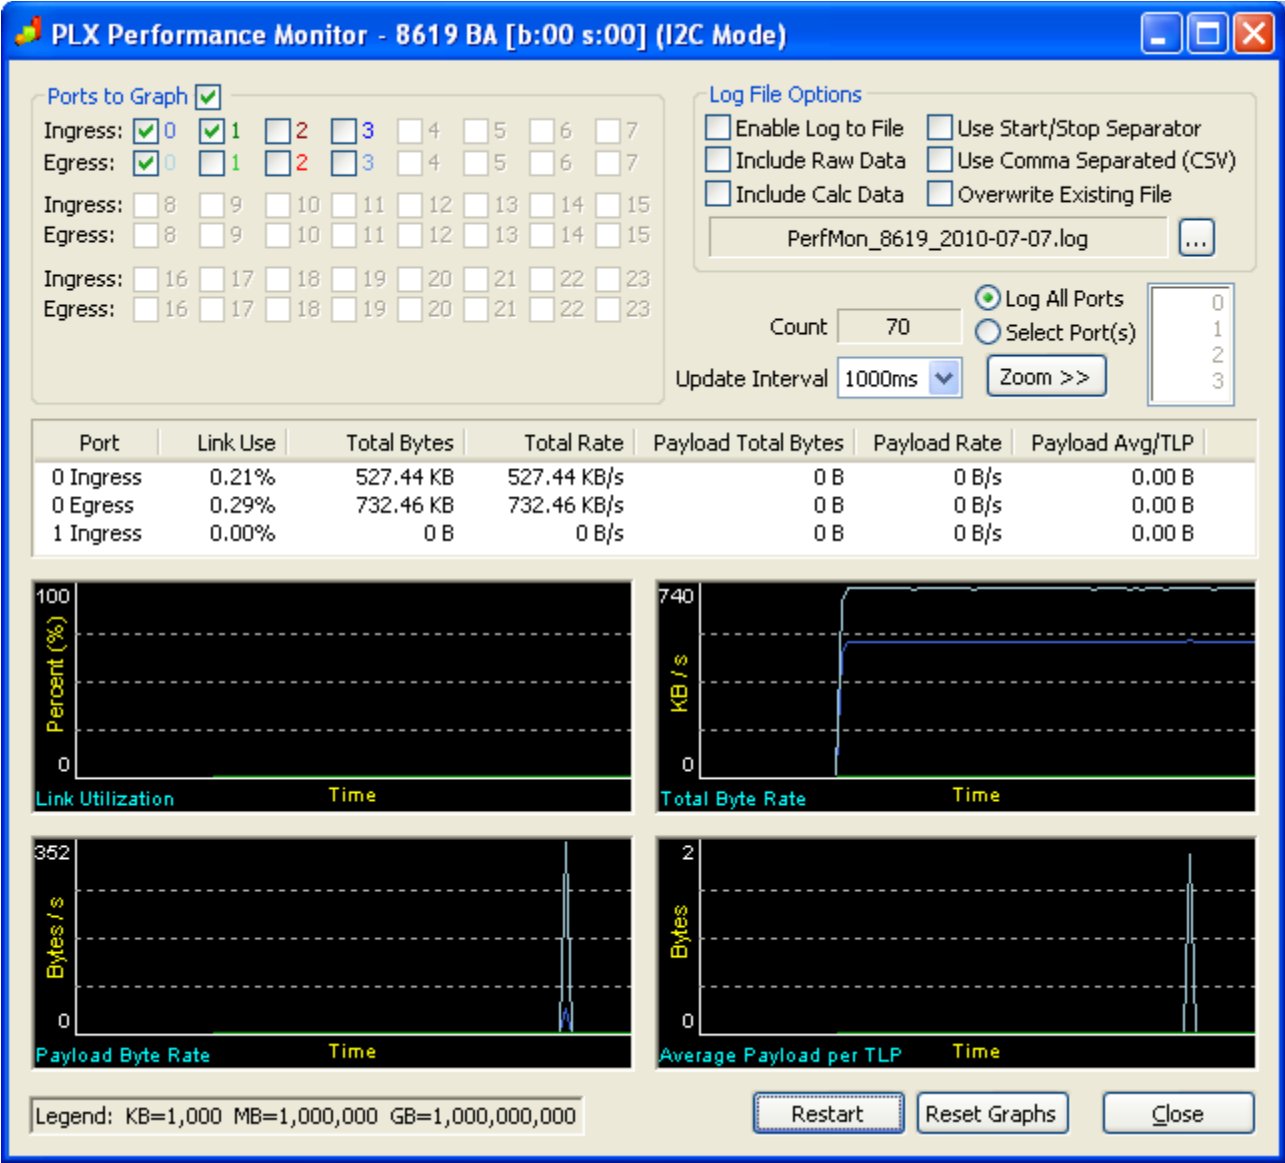 PLX Performance Monitor - 8619 BA [b:00 s:00] (I2C Mode)
Ports to Graph
Ingress: 0 1 2 3 4 5 6 7
Egress: 0 1 2 3 4 5 6 7
Ingress: 8 9 10 11 12 13 14 15
Egress: 8 9 10 11 12 13 14 15
Ingress: 16 17 18 19 20 21 22 23
Egress: 16 17 18 19 20 21 22 23
Log File Options
Enable Log to File Use Start/Stop Separator
Include Raw Data Use Comma Separated (CSV)
Include Calc Data Overwrite Existing File
PerfMon_8619_2010-07-07.log ...
Count 70
Log All Ports
Select Port(s)
0
1
2
3
Update Interval 1000ms
Zoom >>
Port Link Use Total Bytes Total Rate Payload Total Bytes Payload Rate Payload Avg/TLP
0 Ingress 0.21% 527.44 KB 527.44 KB/s 0 B 0 B/s 0.00 B
0 Egress 0.29% 732.46 KB 732.46 KB/s 0 B 0 B/s 0.00 B
1 Ingress 0.00% 0 B 0 B/s 0 B 0 B/s 0.00 B
100
Percent (%)
0
Link Utilization Time
740
KB / s
0
Total Byte Rate Time
352
Bytes / s
0
Payload Byte Rate Time
2
Bytes
0
Average Payload per TLP Time
Legend: KB=1,000 MB=1,000,000 GB=1,000,000,000
Restart Reset Graphs Close